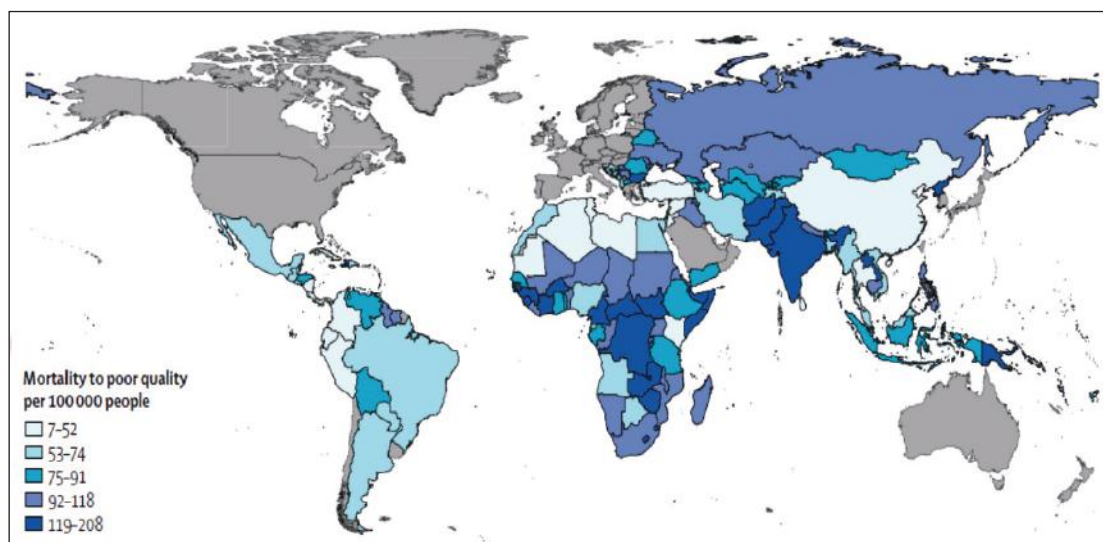 Mortality to poor quality
per 100 000 people
7–52
53–74
75–91
92–118
119–208